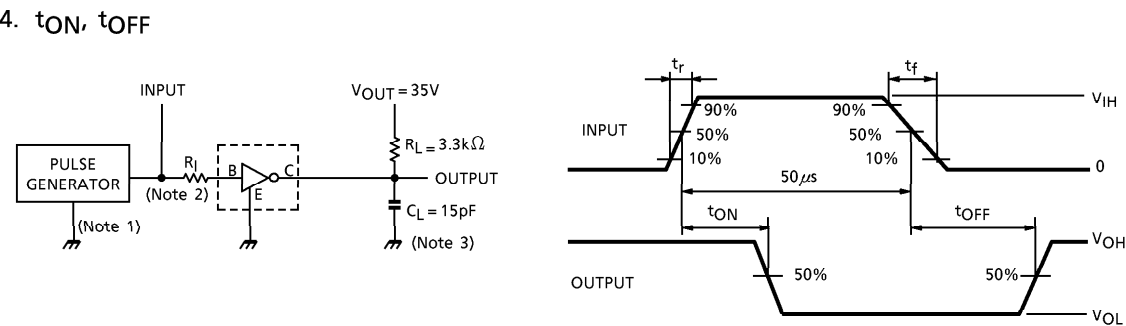 4. tON, tOFF
INPUT
VOUT = 35V
RL = 3.3kΩ
PULSE
GENERATOR
RI
B
C
E
(Note 2)
OUTPUT
(Note 1)
CL = 15pF
(Note 3)
tr
tf
VIH
90%
90%
INPUT
50%
50%
10%
10%
0
50μs
tON
tOFF
VOH
50%
50%
OUTPUT
VOL